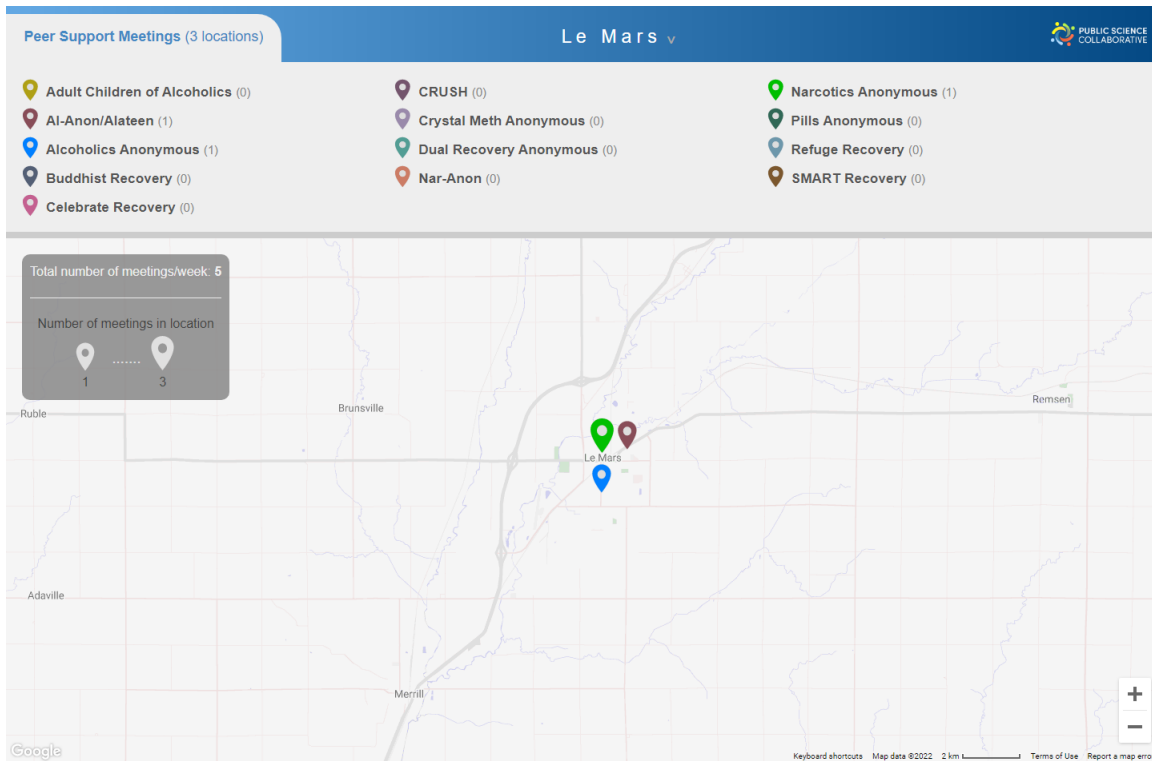 Peer Support Meetings (3 locations)
Le Mars v
PUBLIC SCIENCE
COLLABORATIVE
Adult Children of Alcoholics (0)
Al-Anon/Alateen (1)
Alcoholics Anonymous (1)
Buddhist Recovery (0)
Celebrate Recovery (0)
CRUSH (0)
Crystal Meth Anonymous (0)
Dual Recovery Anonymous (0)
Nar-Anon (0)
Narcotics Anonymous (1)
Pills Anonymous (0)
Refuge Recovery (0)
SMART Recovery (0)
Total number of meetings/week: 5
Number of meetings in location
1 ....... 3
Ruble
Brunsville
Remsen
Le Mars
Adaville
Merrill
+
−
Google
Keyboard shortcuts Map data ©2022 2 km Terms of Use Report a map erro